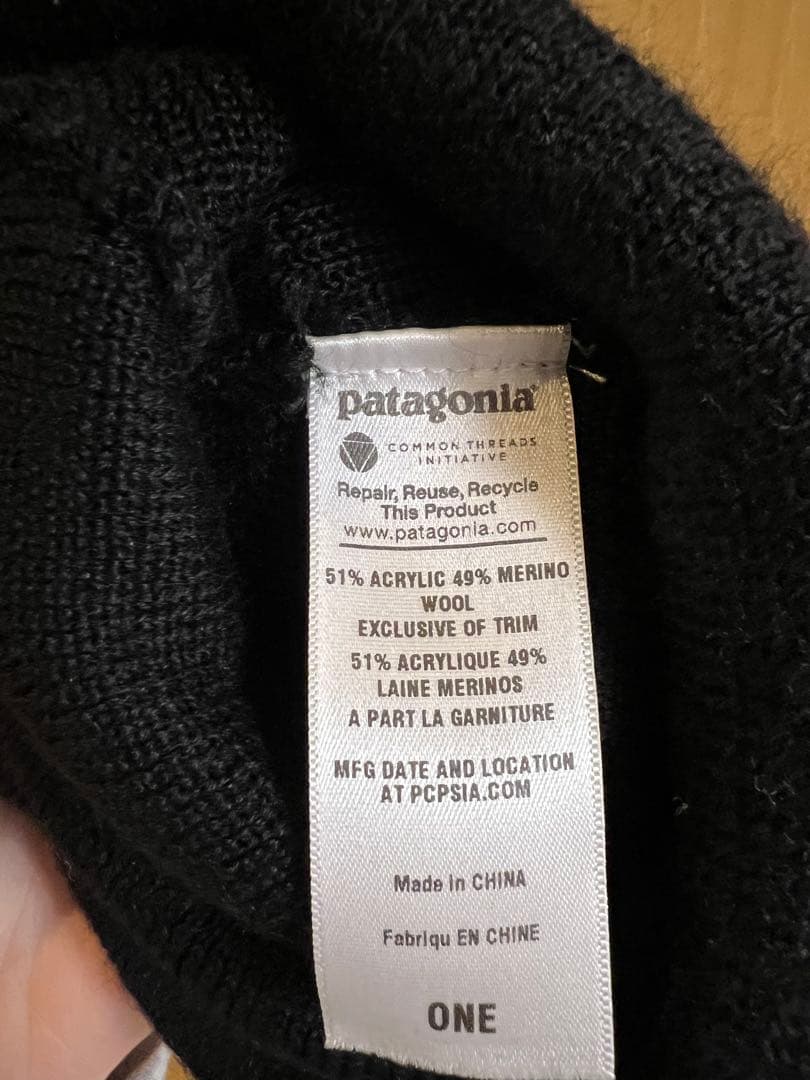 patagonia
COMMON THREADS
INITIATIVE
Repair, Reuse, Recycle
This Product
www.patagonia.com
51% ACRYLIC 49% MERINO
WOOL
EXCLUSIVE OF TRIM
51% ACRYLIQUE 49%
LAINE MERINOS
A PART LA GARNITURE
MFG DATE AND LOCATION
AT PCPSIA.COM
Made in CHINA
Fabriqu EN CHINE
ONE